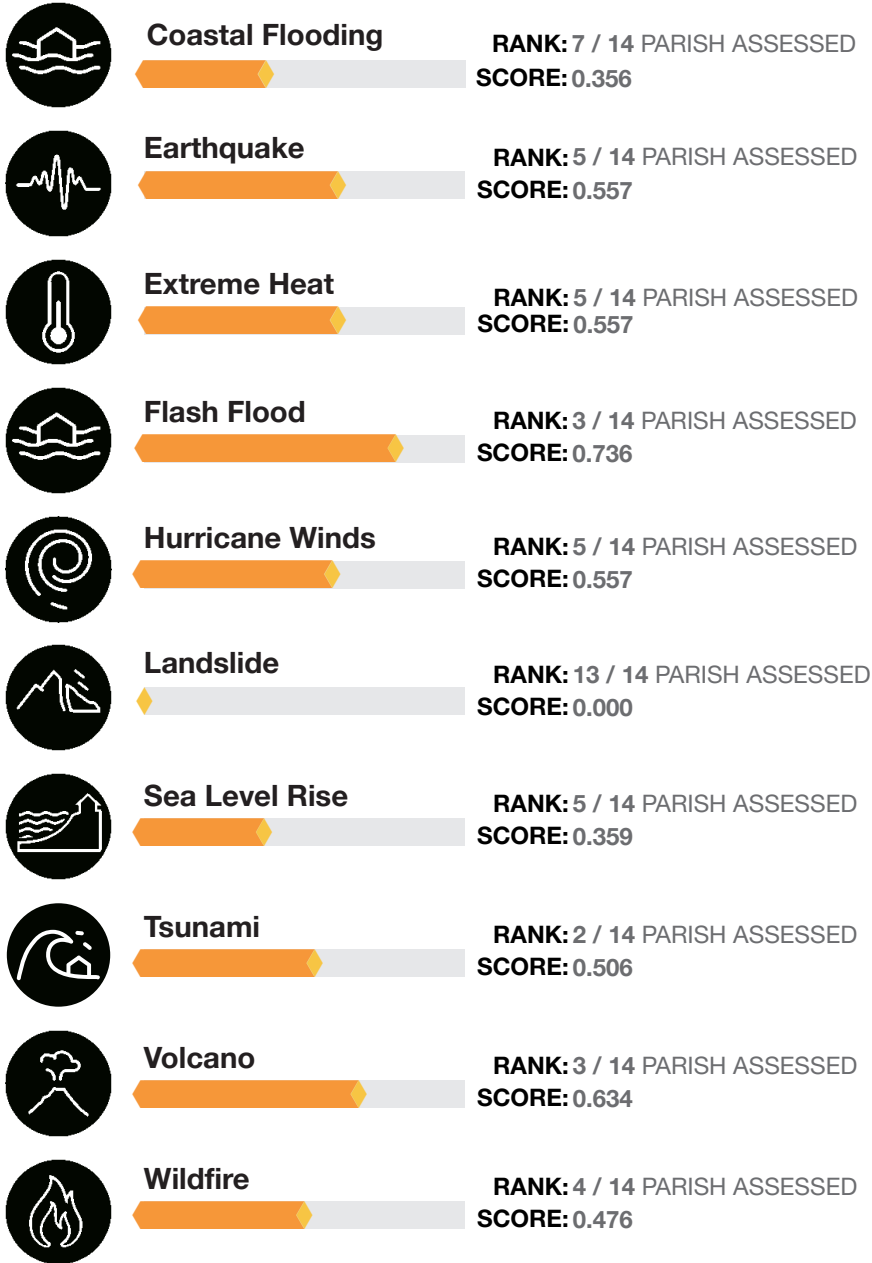 Coastal Flooding
RANK: 7 / 14 PARISH ASSESSED
SCORE: 0.356
Earthquake
RANK: 5 / 14 PARISH ASSESSED
SCORE: 0.557
Extreme Heat
RANK: 5 / 14 PARISH ASSESSED
SCORE: 0.557
Flash Flood
RANK: 3 / 14 PARISH ASSESSED
SCORE: 0.736
Hurricane Winds
RANK: 5 / 14 PARISH ASSESSED
SCORE: 0.557
Landslide
RANK: 13 / 14 PARISH ASSESSED
SCORE: 0.000
Sea Level Rise
RANK: 5 / 14 PARISH ASSESSED
SCORE: 0.359
Tsunami
RANK: 2 / 14 PARISH ASSESSED
SCORE: 0.506
Volcano
RANK: 3 / 14 PARISH ASSESSED
SCORE: 0.634
Wildfire
RANK: 4 / 14 PARISH ASSESSED
SCORE: 0.476